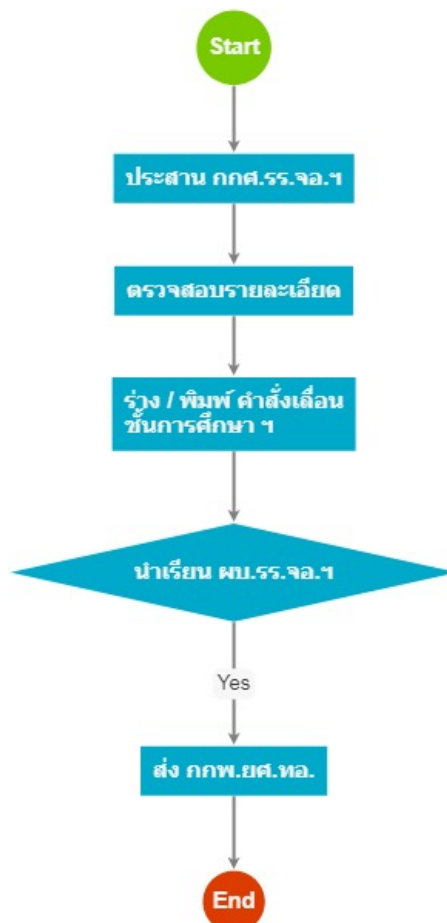 Start
ประสาน กกศ.รร.จอ.ฯ
ตรวจสอบรายละเอียด
ร่าง / พิมพ์ คำสั่งเลื่อน
ชั้นการศึกษา ฯ
นำเรียน ผบ.รร.จอ.ฯ
Yes
ส่ง กกพ.ยศ.ทอ.
End